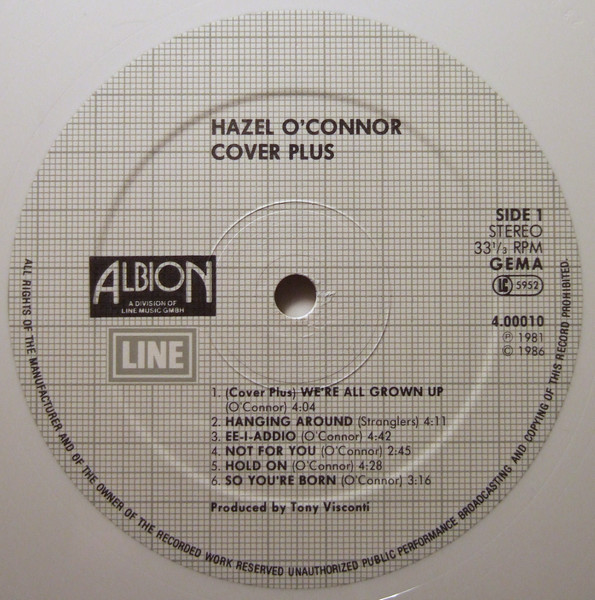 HAZEL O'CONNOR
COVER PLUS
SIDE 1
STEREO
33 1/3 RPM
GEMA
LC 5952
4.00010
℗ 1981
© 1986
ALBION
A DIVISION OF
LINE MUSIC GMBH
LINE
1. (Cover Plus) WE'RE ALL GROWN UP
(O'Connor) 4:04
2. HANGING AROUND (Stranglers) 4:11
3. EE-I-ADDIO (O'Connor) 4:42
4. NOT FOR YOU (O'Connor) 2:45
5. HOLD ON (O'Connor) 4:28
6. SO YOU'RE BORN (O'Connor) 3:16
Produced by Tony Visconti
ALL RIGHTS OF THE MANUFACTURER AND OF THE OWNER OF THE RECORDED WORK RESERVED UNAUTHORIZED PUBLIC PERFORMANCE BROADCASTING AND COPYING OF THIS RECORD PROHIBITED.